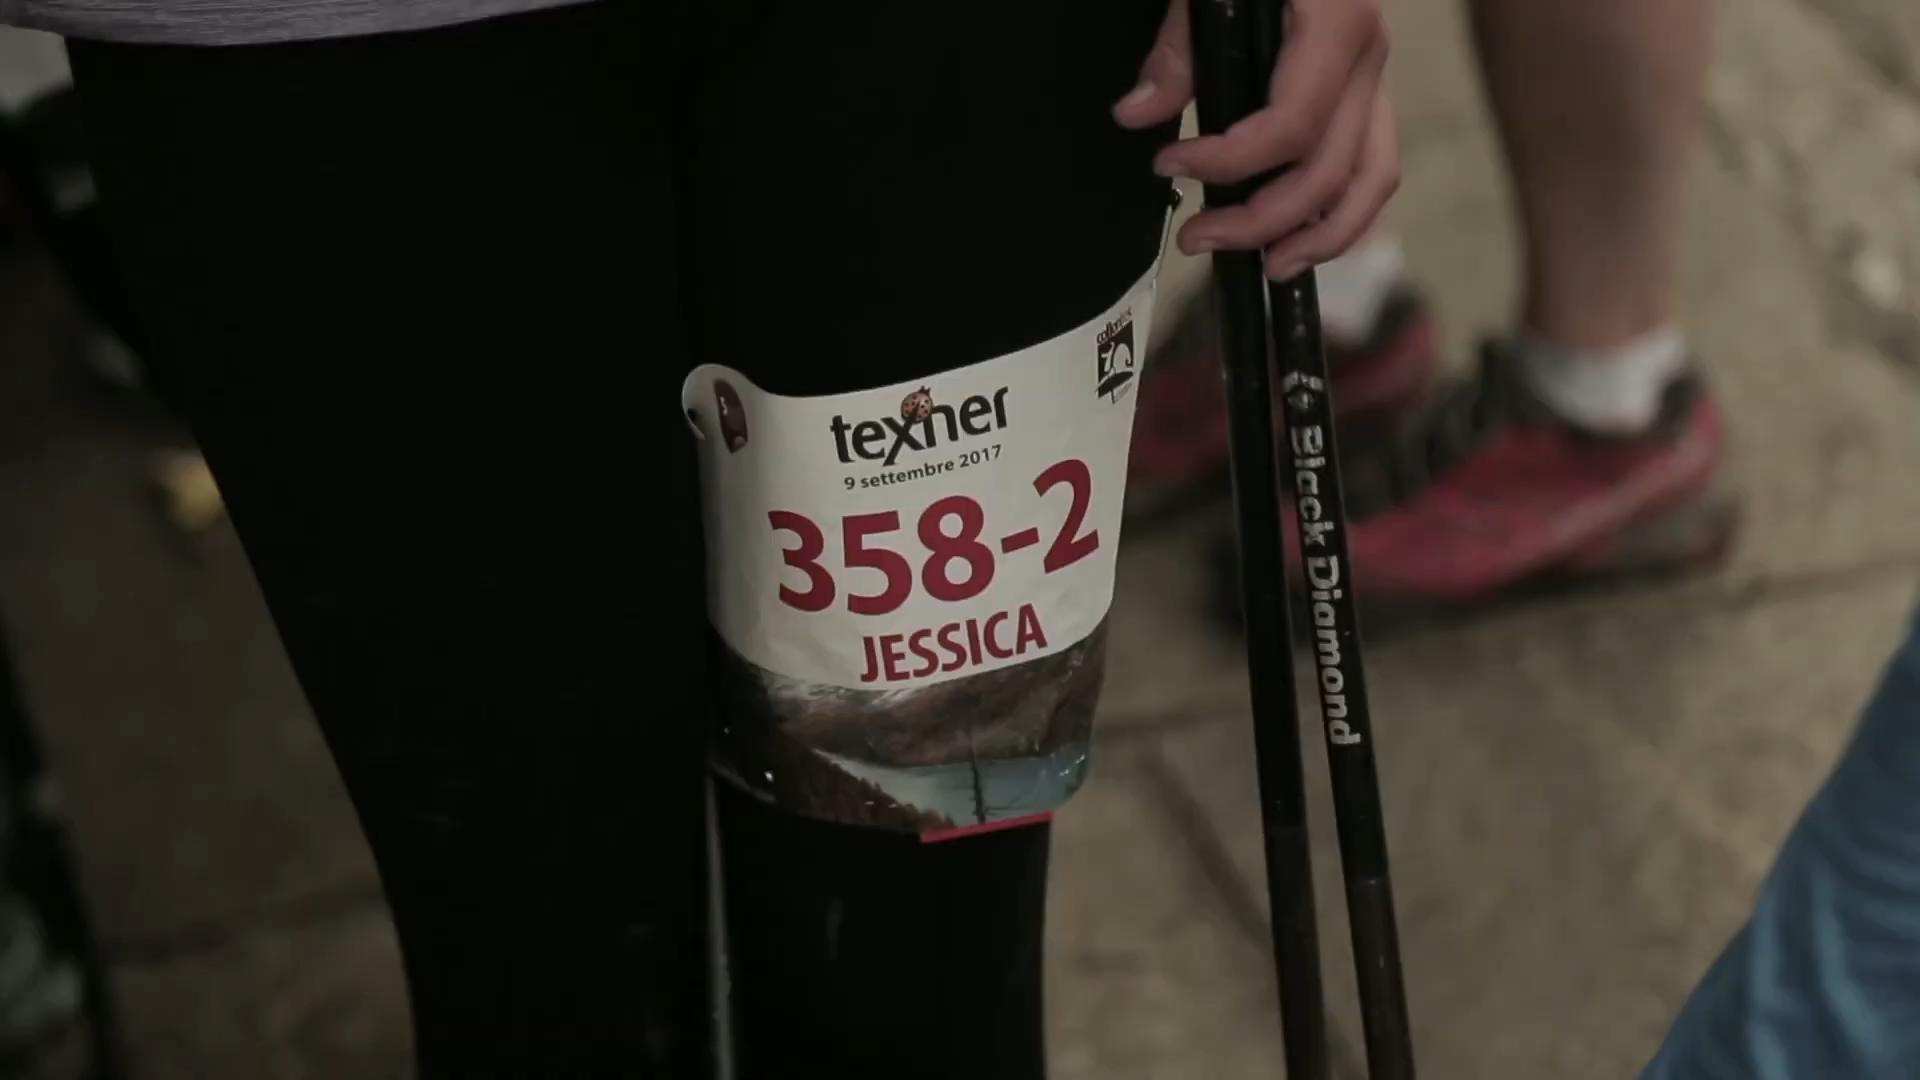 texner
9 settembre 2017
358-2
JESSICA
Black Diamond